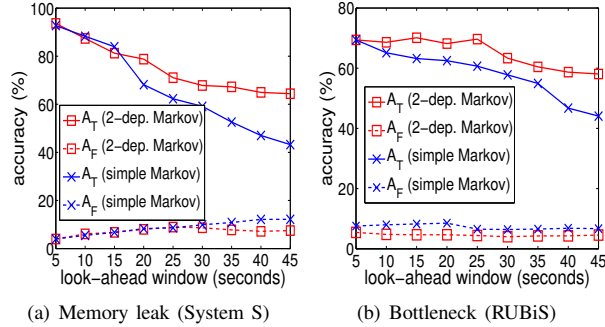 100
80
60
40
20
0
accuracy (%)
A_T (2-dep. Markov)
A_F (2-dep. Markov)
A_T (simple Markov)
A_F (simple Markov)
5 10 15 20 25 30 35 40 45
look-ahead window (seconds)
(a) Memory leak (System S)
80
60
40
20
0
accuracy (%)
A_T (2-dep. Markov)
A_F (2-dep. Markov)
A_T (simple Markov)
A_F (simple Markov)
5 10 15 20 25 30 35 40 45
look-ahead window (seconds)
(b) Bottleneck (RUBiS)